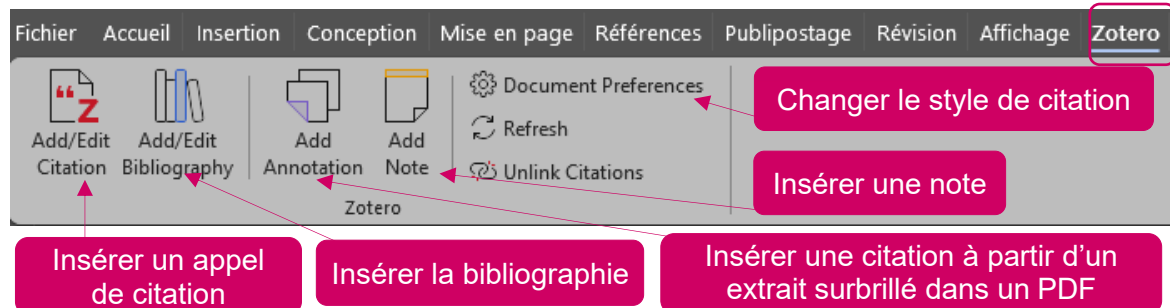 Fichier Accueil Insertion Conception Mise en page Références Publipostage Révision Affichage Zotero
Add/Edit Citation
Add/Edit Bibliography
Add Annotation
Add Note
Document Preferences
Refresh
Unlink Citations
Zotero
Changer le style de citation
Insérer une note
Insérer un appel
de citation
Insérer la bibliographie
Insérer une citation à partir d’un
extrait surbrillé dans un PDF